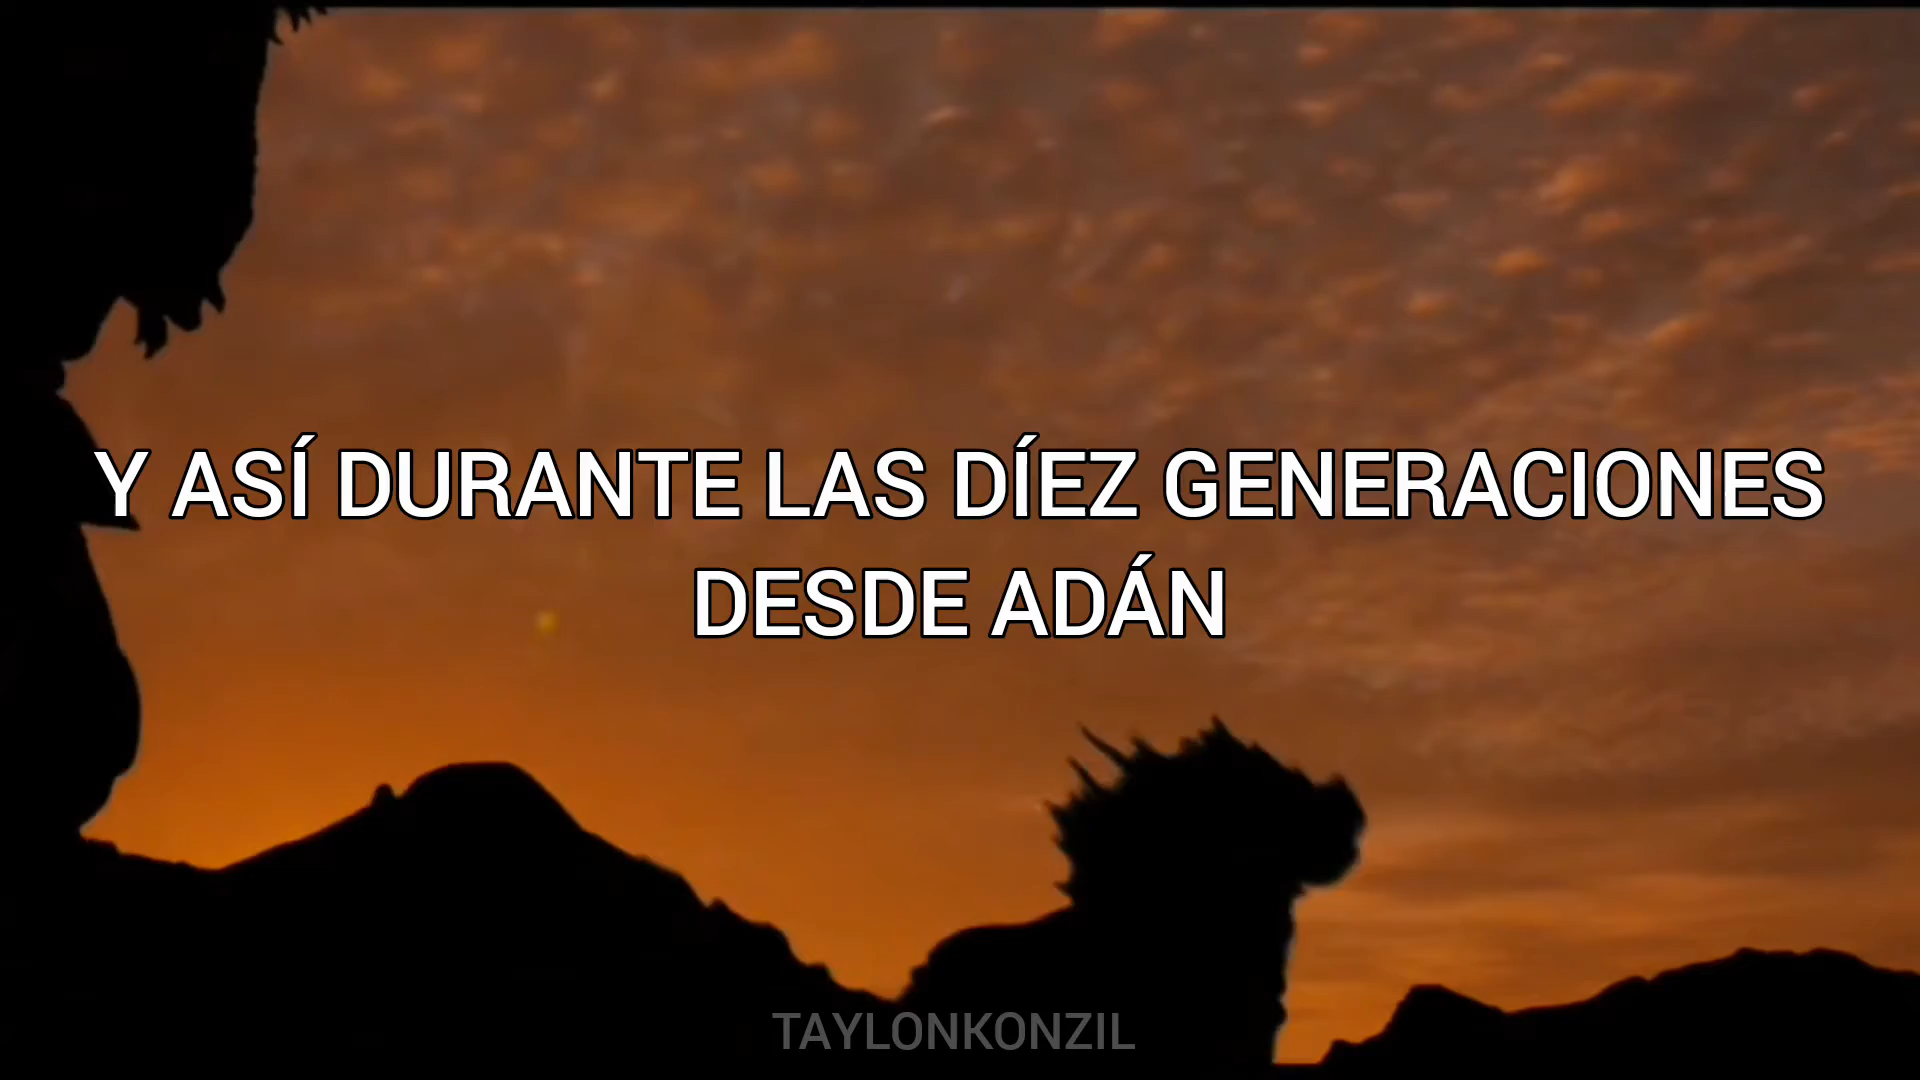 Y ASÍ DURANTE LAS DÍEZ GENERACIONES
DESDE ADÁN
TAYLONKONZIL